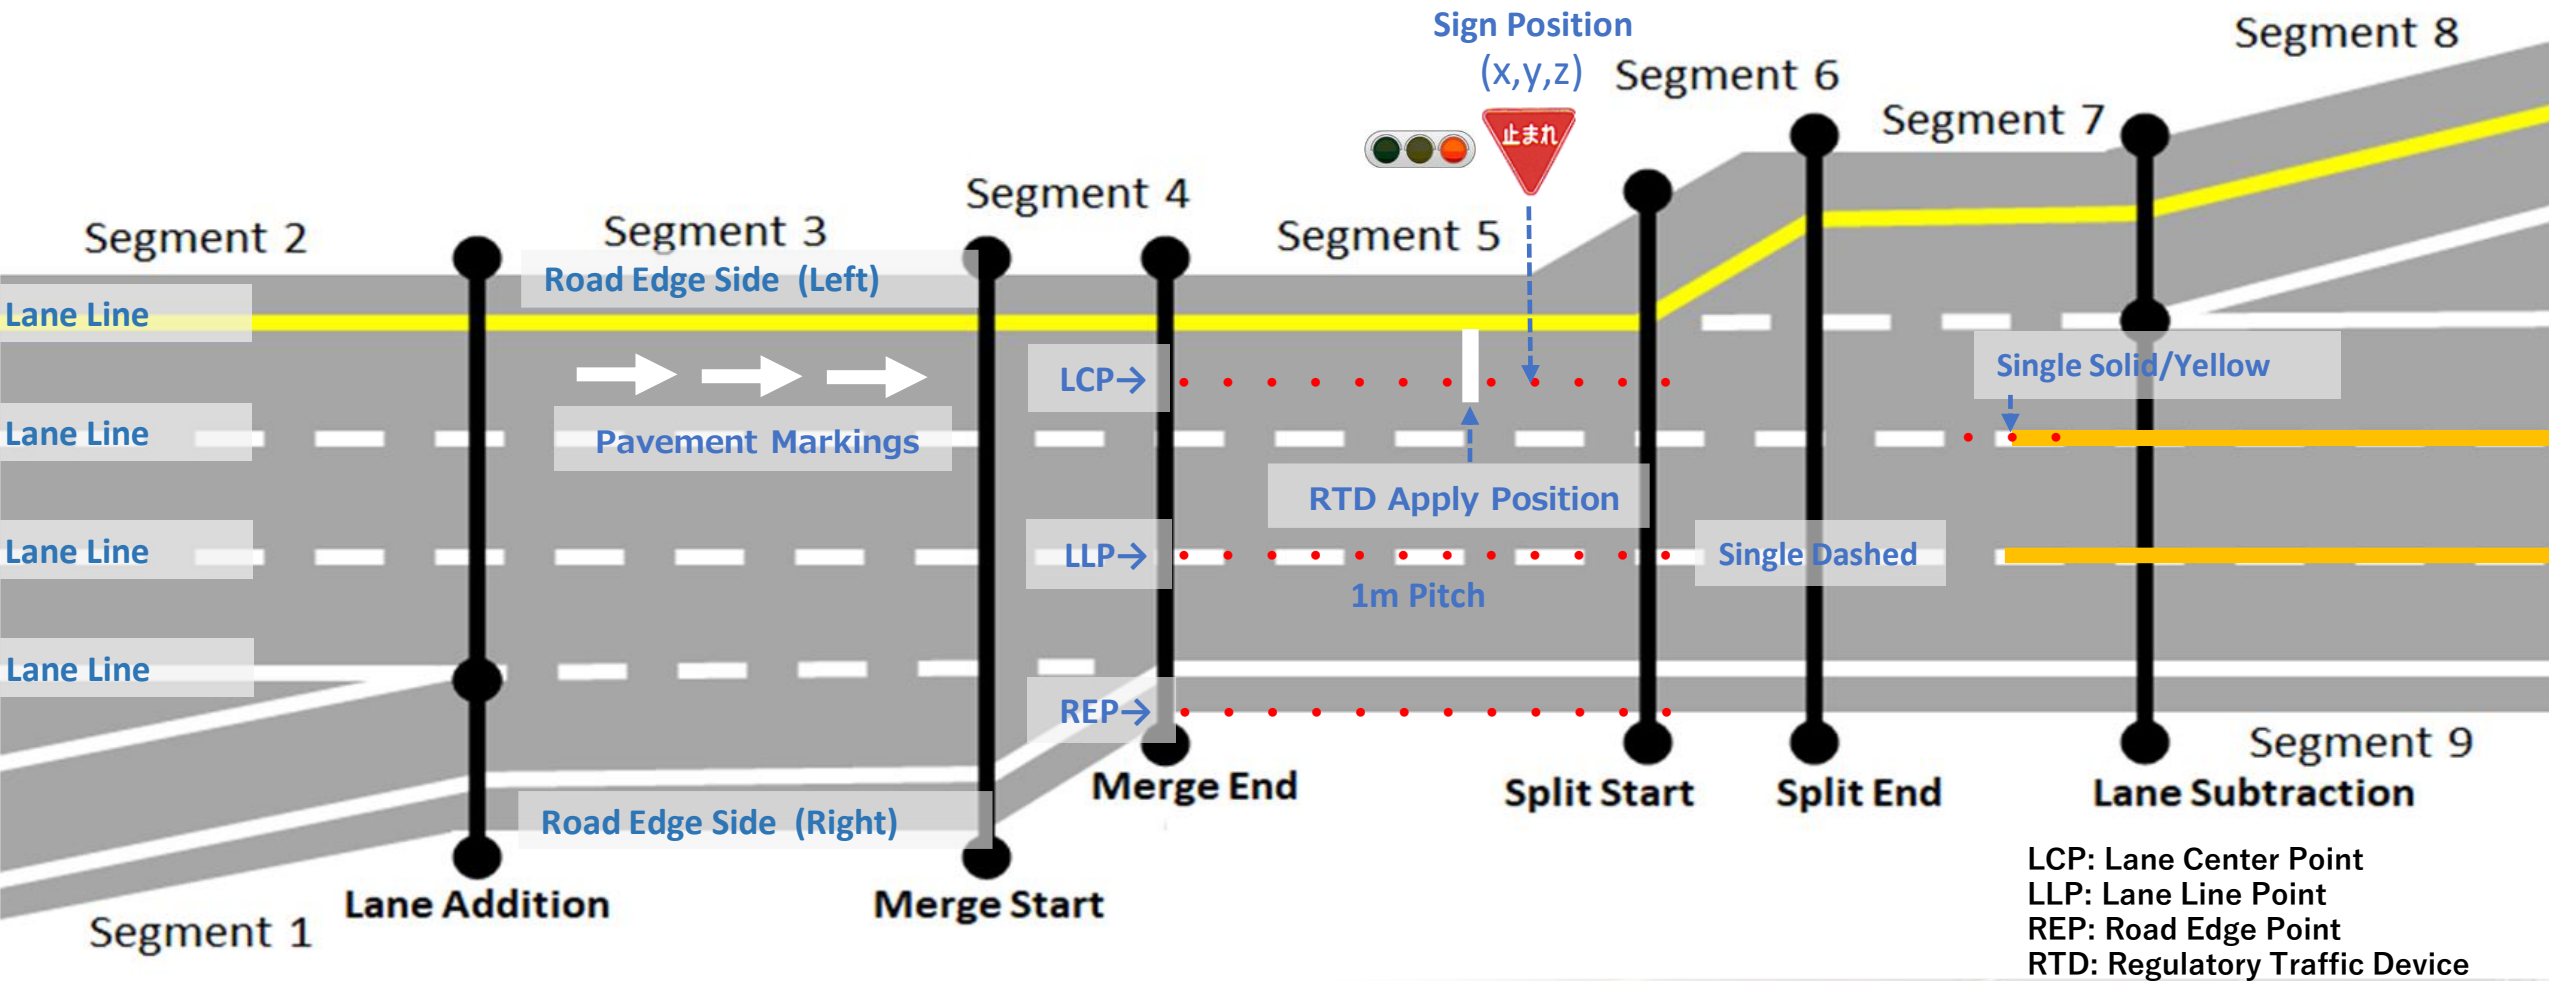 Sign Position
(x,y,z)
Segment 8
Segment 6
Segment 7
止まれ
Segment 4
Segment 2
Segment 3
Segment 5
Road Edge Side (Left)
Lane Line
LCP→
Single Solid/Yellow
Lane Line
Pavement Markings
RTD Apply Position
Lane Line
LLP→
Single Dashed
1m Pitch
Lane Line
REP→
Segment 9
Merge End
Split Start
Split End
Lane Subtraction
Road Edge Side (Right)
Lane Addition
Merge Start
Segment 1
LCP: Lane Center Point
LLP: Lane Line Point
REP: Road Edge Point
RTD: Regulatory Traffic Device